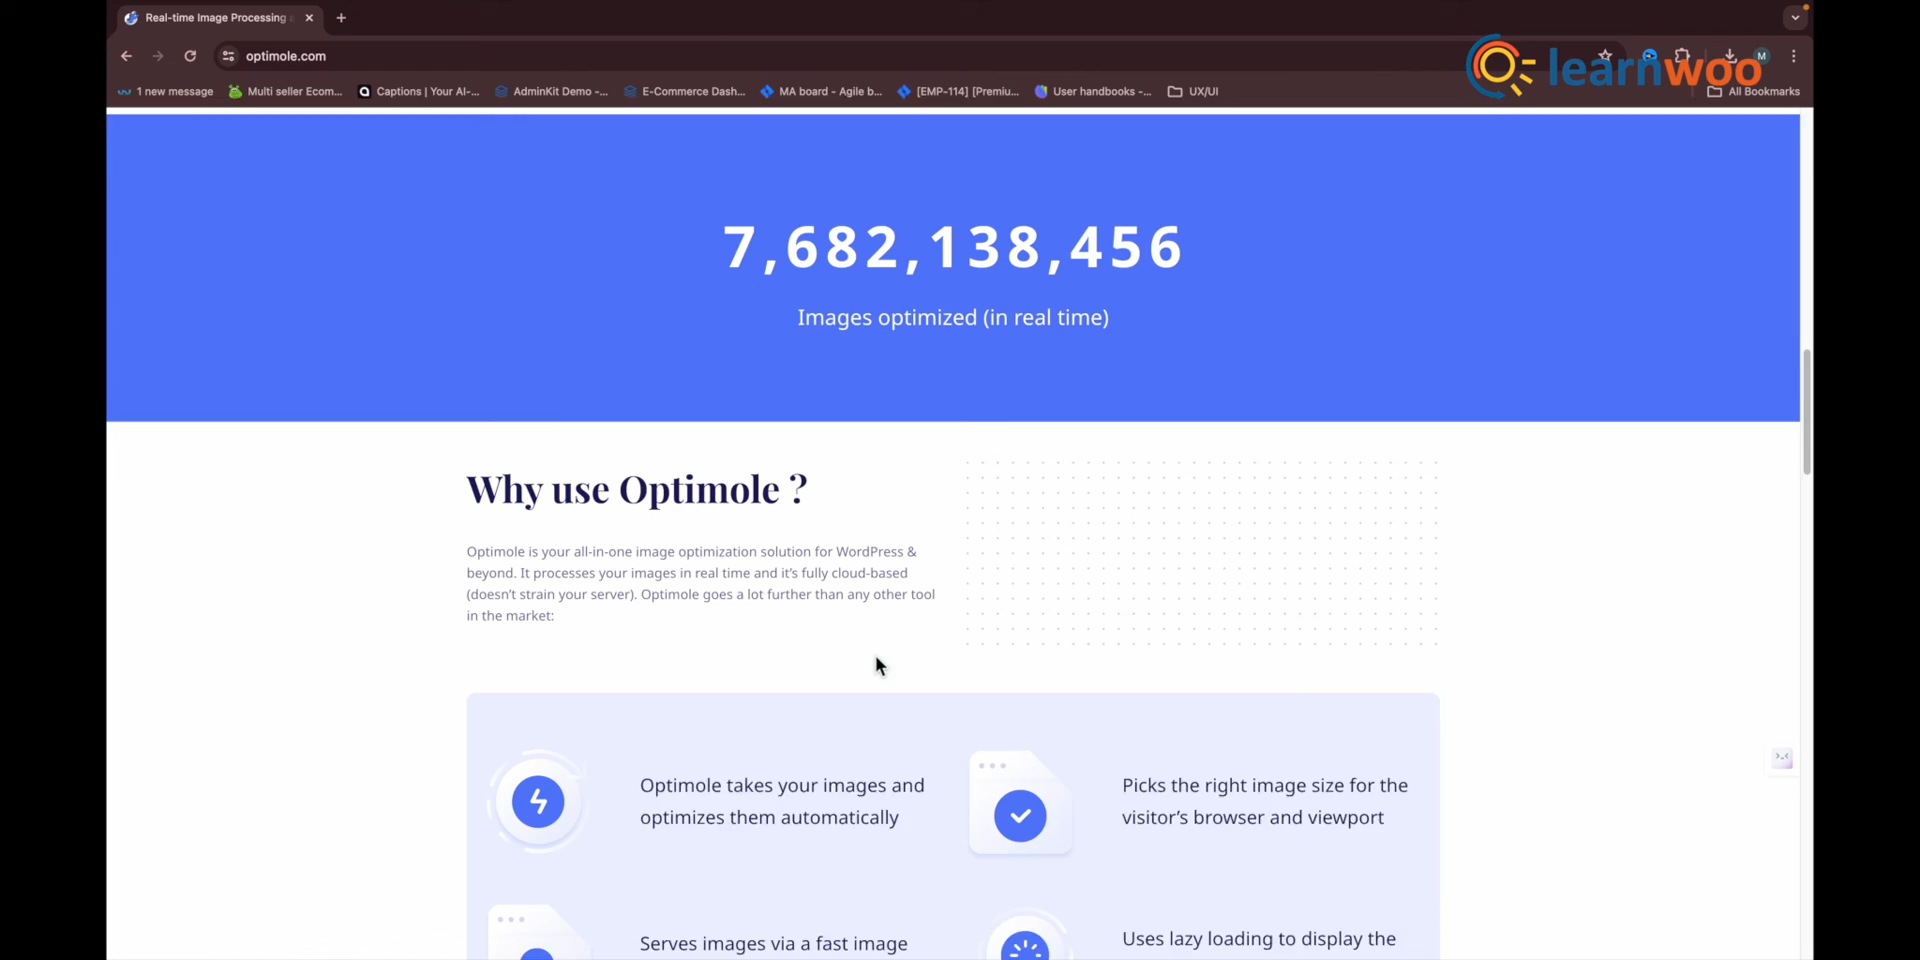 Real-time Image Processing
optimole.com
learnwoo
M
1 new message
Multi seller Ecom...
Captions | Your AI-...
AdminKit Demo -...
E-Commerce Dash...
MA board - Agile b...
[EMP-114] [Premiu...
User handbooks -...
UX/UI
All Bookmarks
7,682,138,456
Images optimized (in real time)
Why use Optimole ?
Optimole is your all-in-one image optimization solution for WordPress &
beyond. It processes your images in real time and it's fully cloud-based
(doesn't strain your server). Optimole goes a lot further than any other tool
in the market:
Optimole takes your images and
optimizes them automatically
Picks the right image size for the
visitor's browser and viewport
Serves images via a fast image
Uses lazy loading to display the